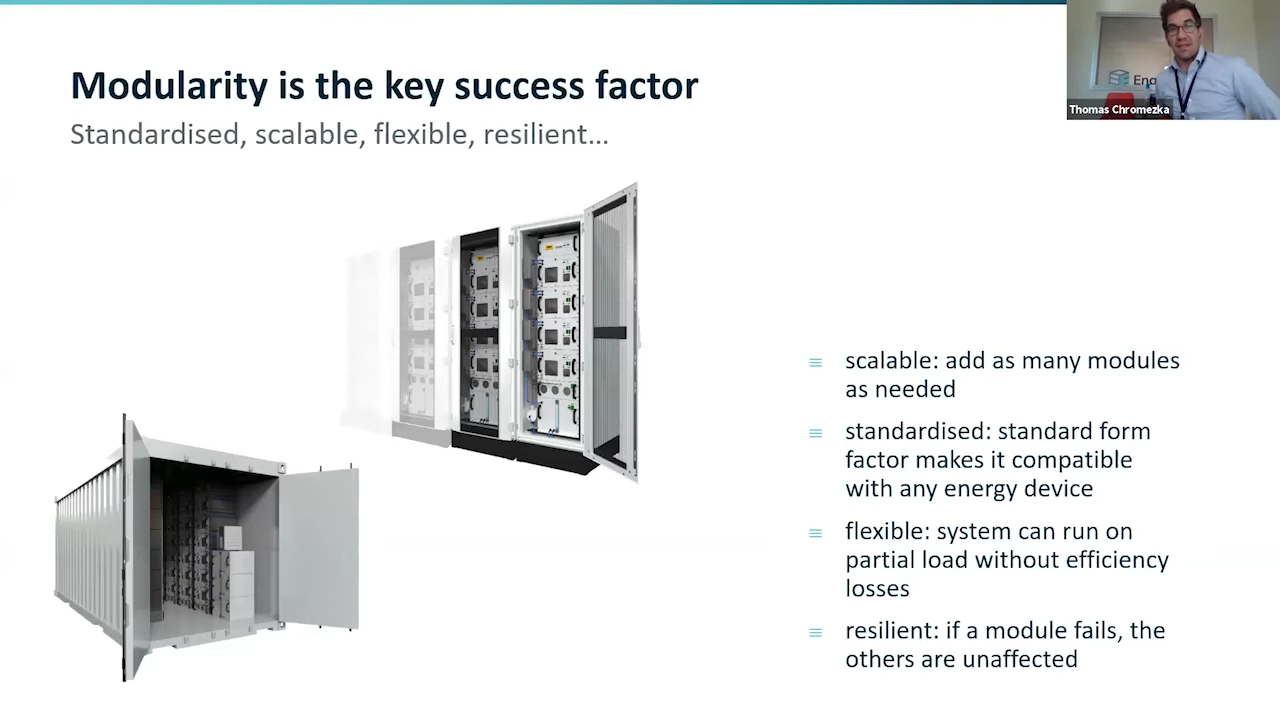 Modularity is the key success factor
Standardised, scalable, flexible, resilient...
Thomas Chromezka
scalable: add as many modules
as needed
standardised: standard form
factor makes it compatible
with any energy device
flexible: system can run on
partial load without efficiency
losses
resilient: if a module fails, the
others are unaffected